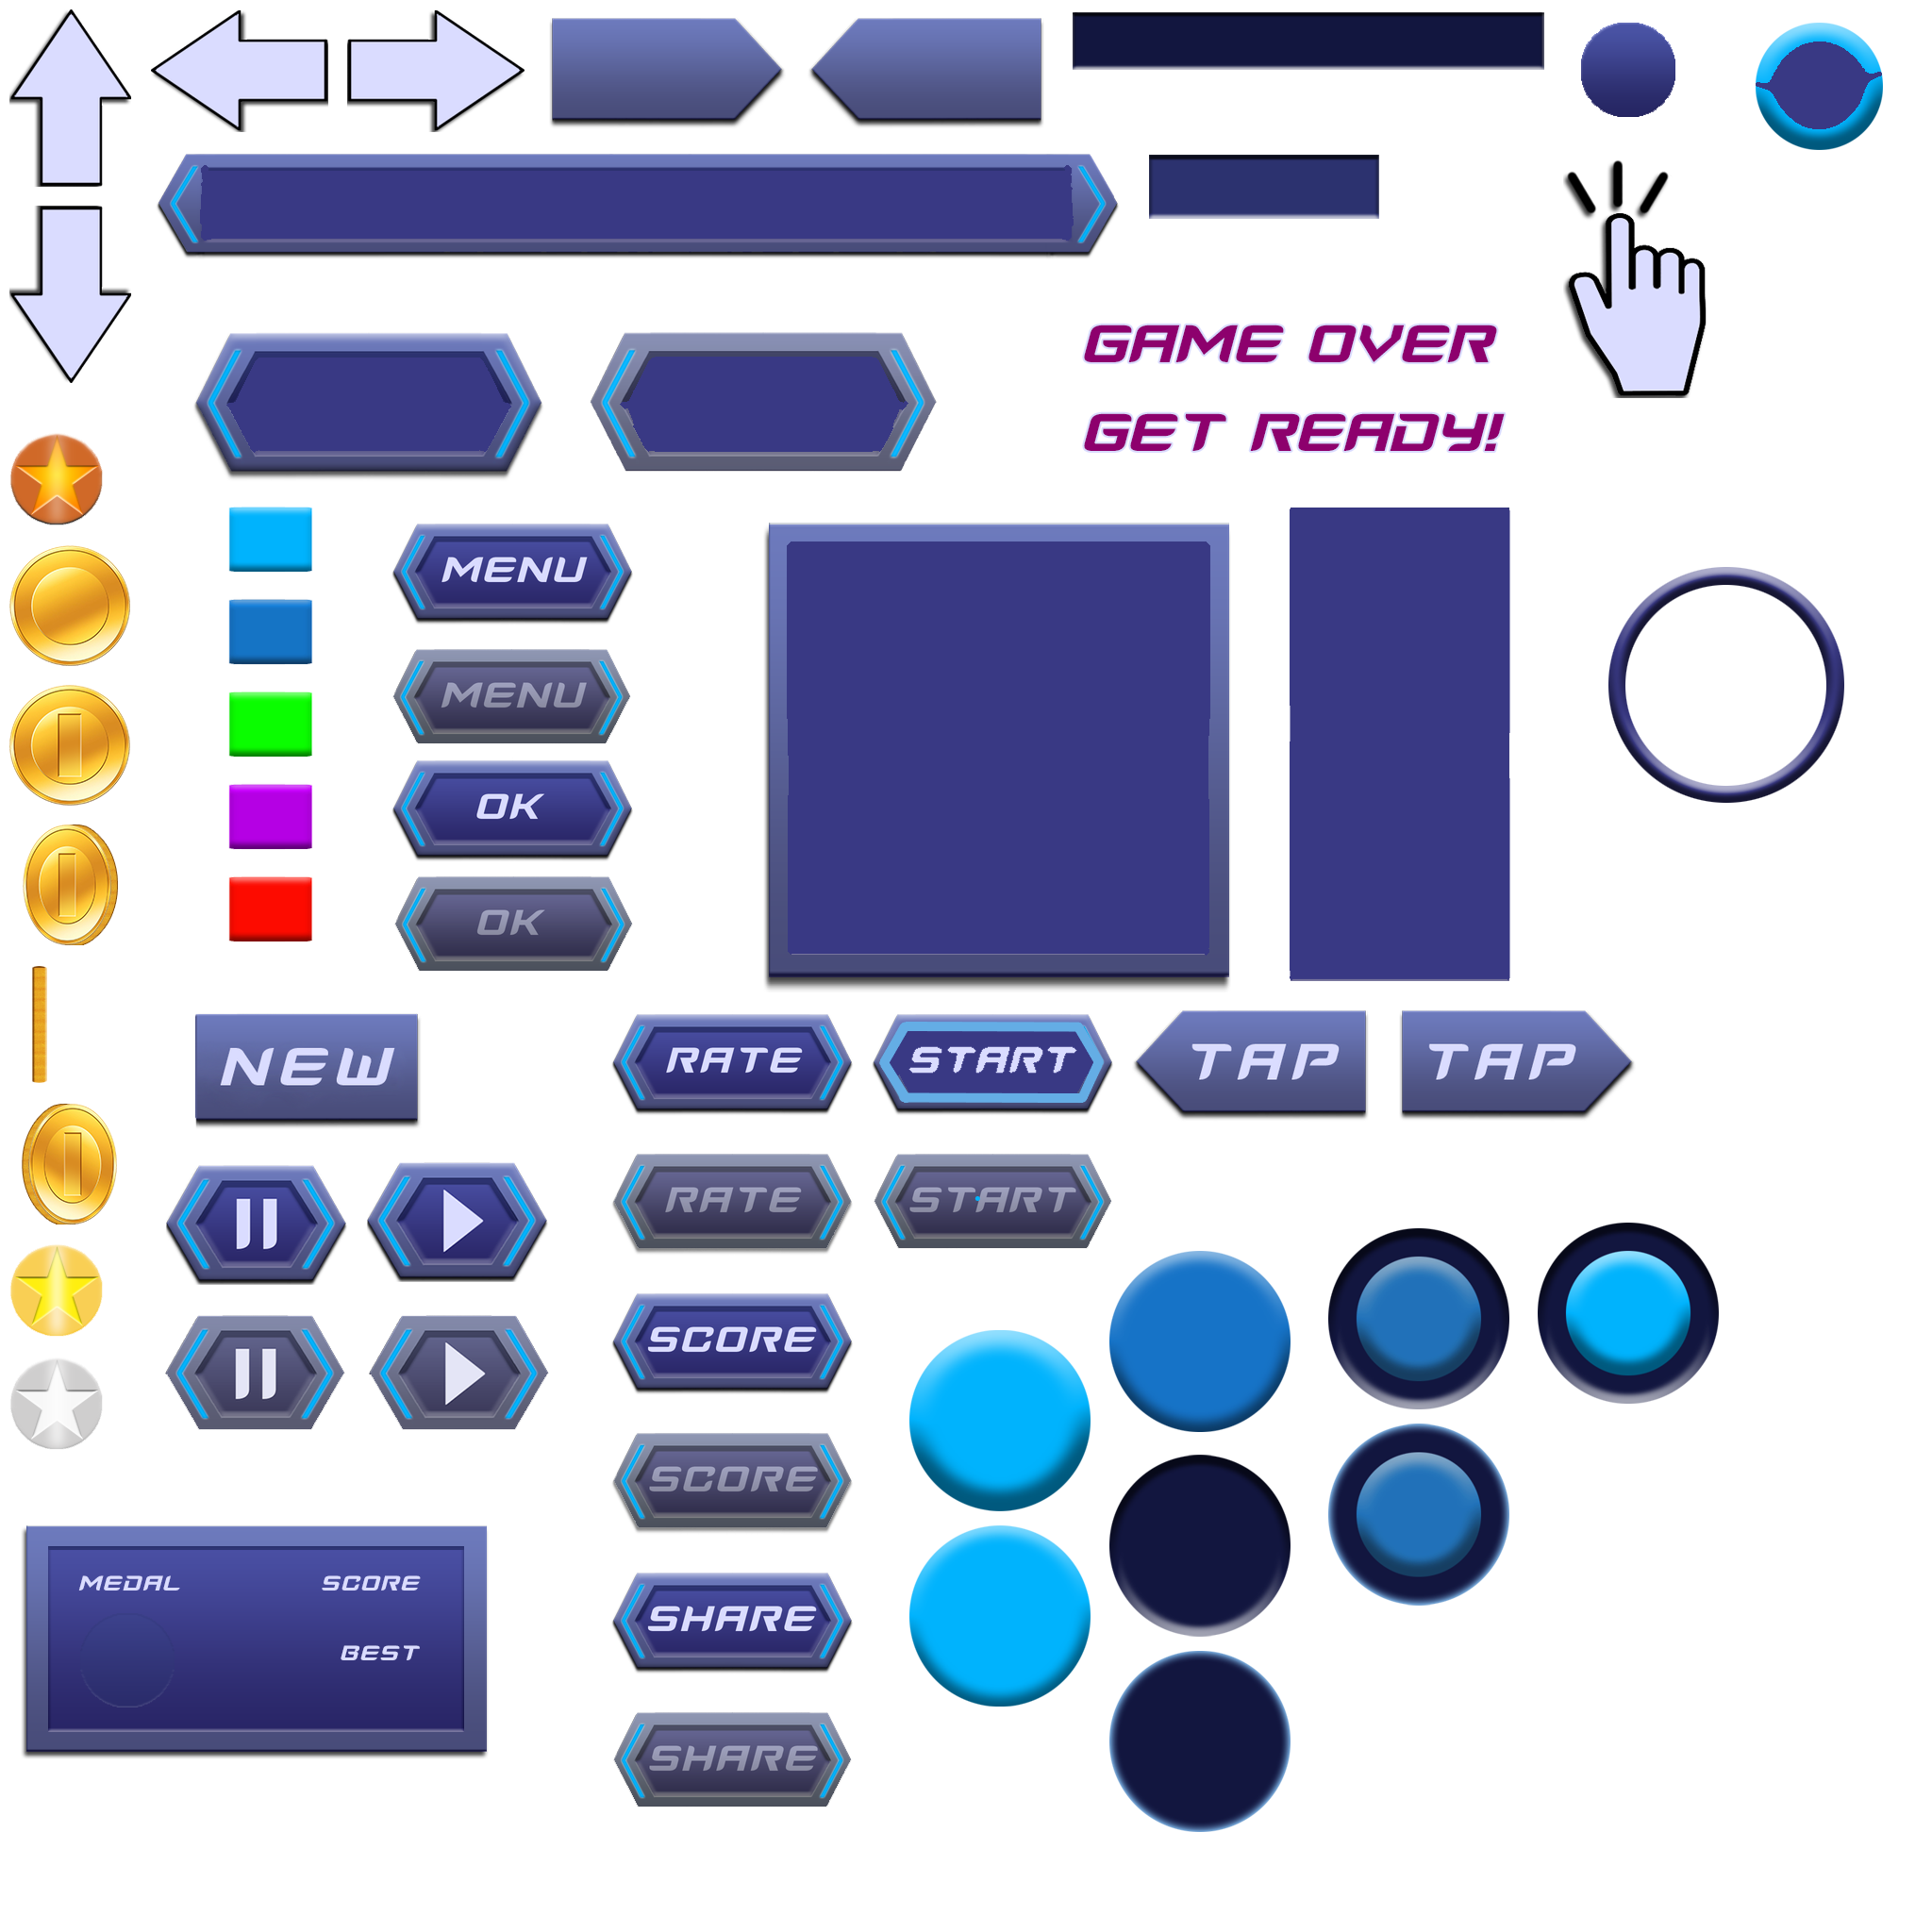 GAME OVER
GET READY!
MENU
MENU
OK
OK
NEW
RATE
START
TAP
TAP
RATE
START
SCORE
SCORE
MEDAL
SCORE
BEST
SHARE
SHARE